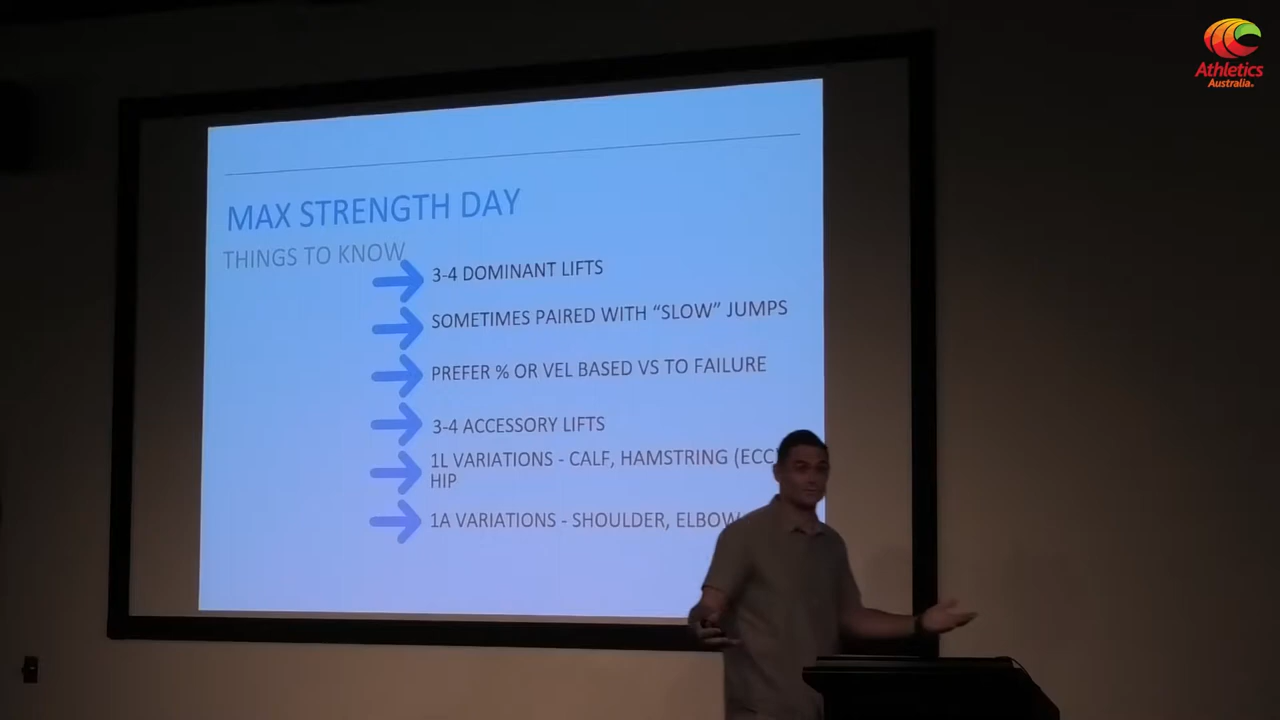 Athletics
Australia.
MAX STRENGTH DAY
THINGS TO KNOW
3-4 DOMINANT LIFTS
SOMETIMES PAIRED WITH “SLOW” JUMPS
PREFER % OR VEL BASED VS TO FAILURE
3-4 ACCESSORY LIFTS
1L VARIATIONS - CALF, HAMSTRING (ECC)
HIP
1A VARIATIONS - SHOULDER, ELBOW